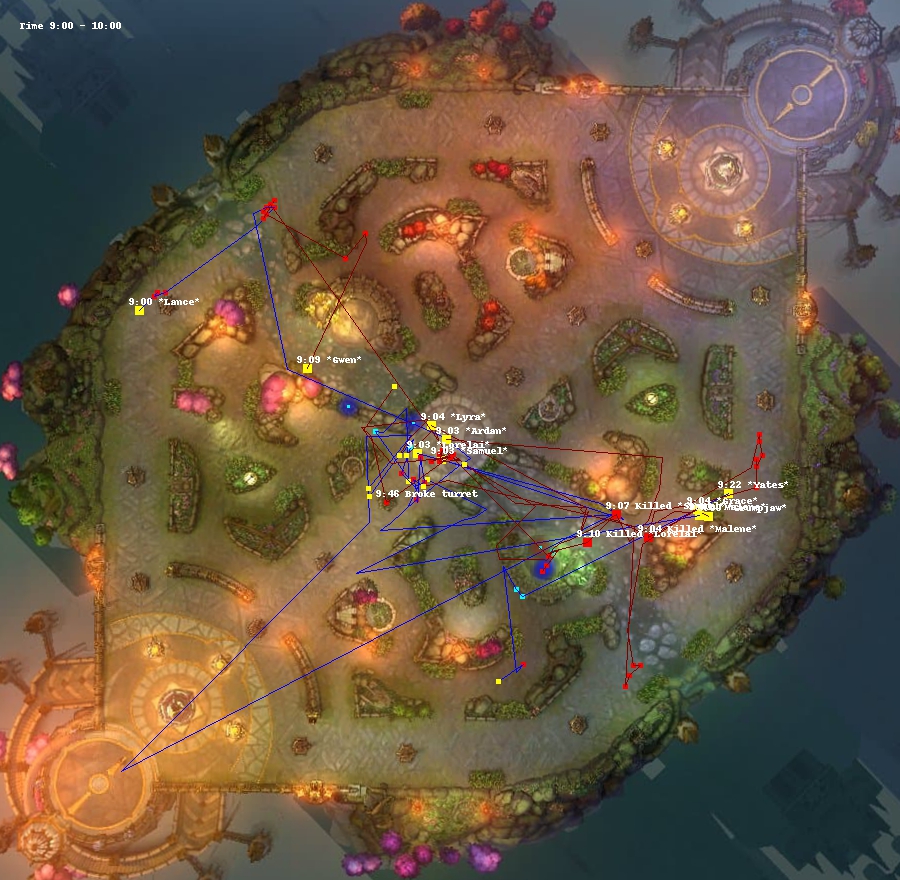 Time 9:00 - 10:00
9:00 *Lance*
9:09 *Gwen*
9:04 *Lyra*
9:03 *Ardan*
9:03 *Lorelai*
9:03 *Samuel*
9:22 *Yates*
9:46 Broke turret
9:04 *Grace*
9:07 Killed
9:04 Killed *Malene*
9:10 Killed *Lorelai*